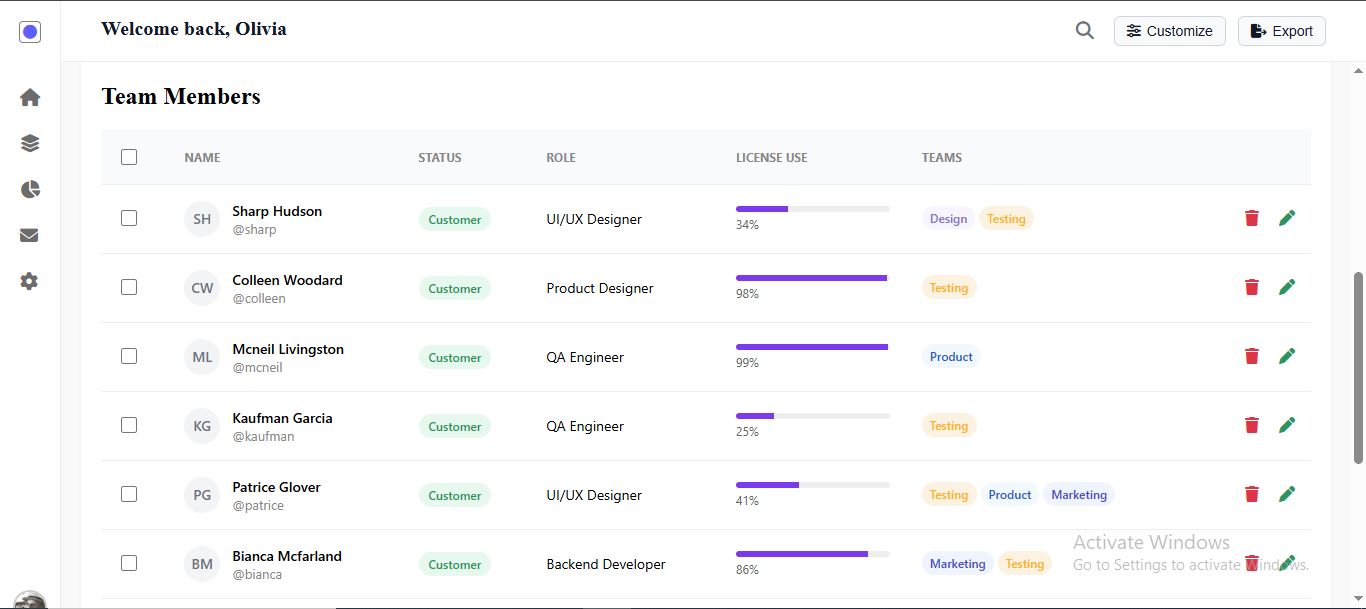 Welcome back, Olivia
Customize
Export
Team Members
NAME STATUS ROLE LICENSE USE TEAMS
SH Sharp Hudson Customer UI/UX Designer Design Testing
@sharp 34%
CW Colleen Woodard Customer Product Designer Testing
@colleen 98%
ML Mcneil Livingston Customer QA Engineer Product
@mcneil 99%
KG Kaufman Garcia Customer QA Engineer Testing
@kaufman 25%
PG Patrice Glover Customer UI/UX Designer Testing Product Marketing
@patrice 41%
BM Bianca Mcfarland Customer Backend Developer Marketing Testing
@bianca 86%
Activate Windows
Go to Settings to activate Windows.